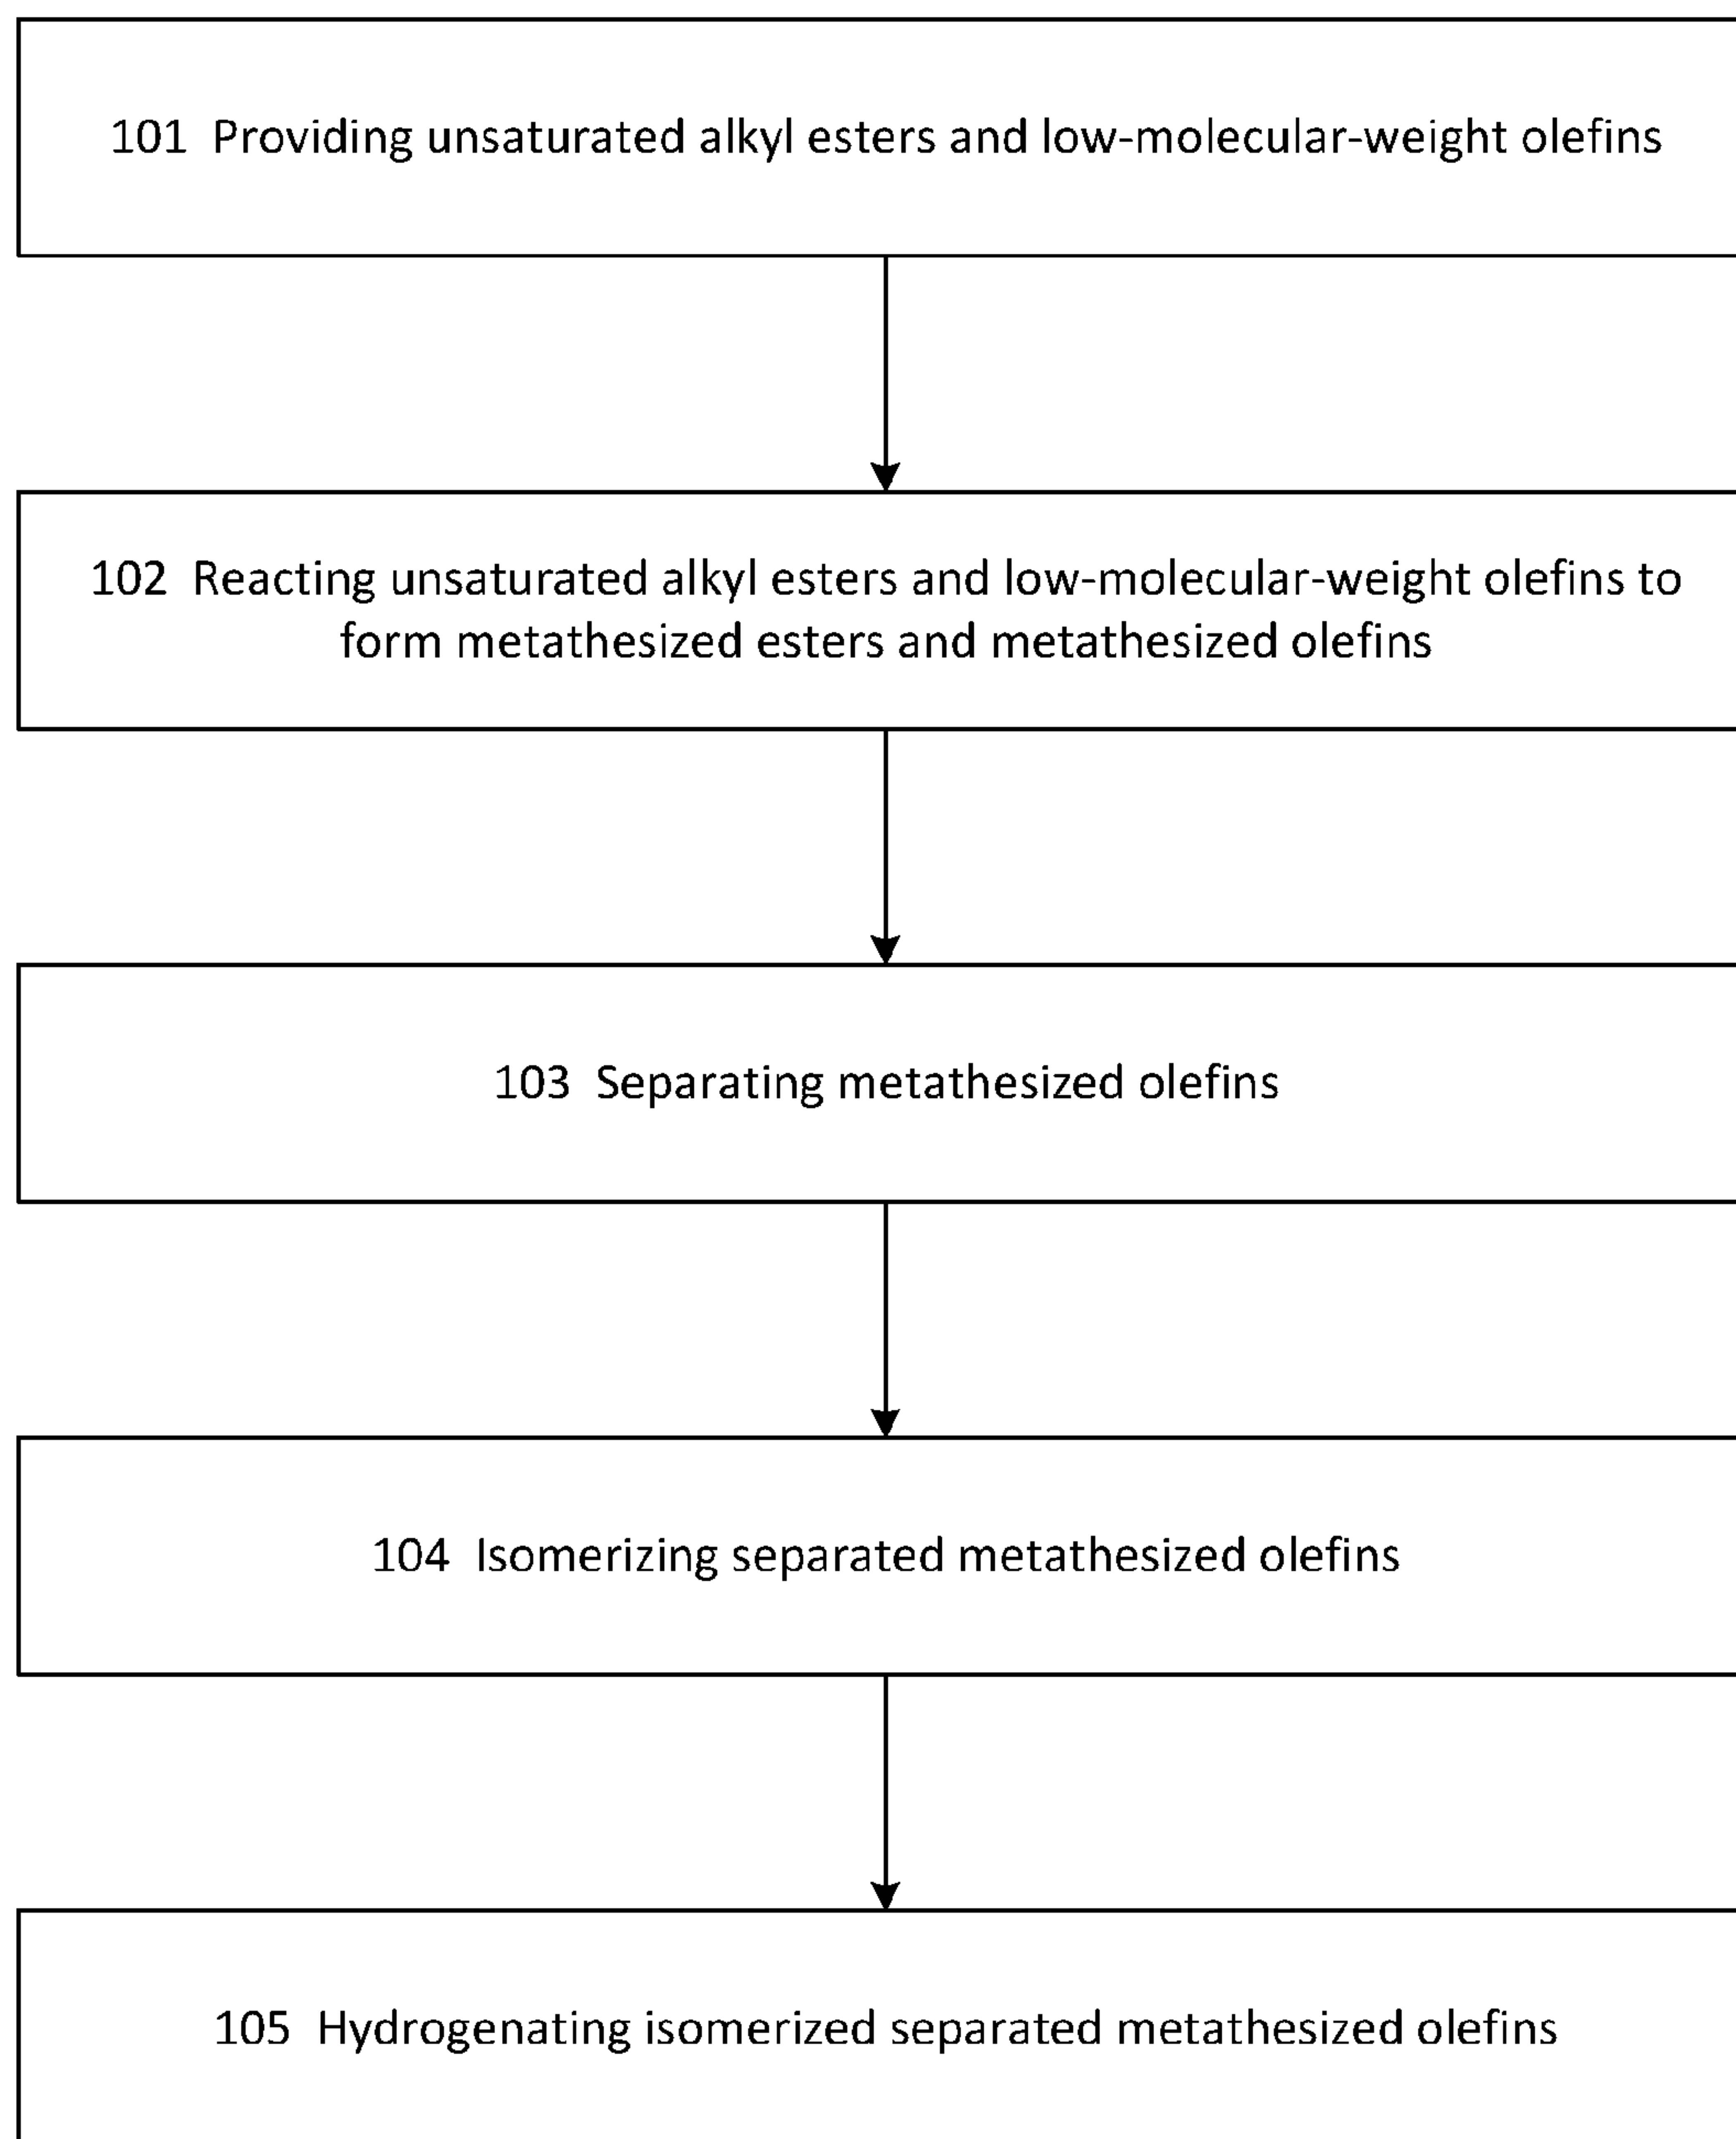 101 Providing unsaturated alkyl esters and low-molecular-weight olefins
102 Reacting unsaturated alkyl esters and low-molecular-weight olefins to
form metathesized esters and metathesized olefins
103 Separating metathesized olefins
104 Isomerizing separated metathesized olefins
105 Hydrogenating isomerized separated metathesized olefins